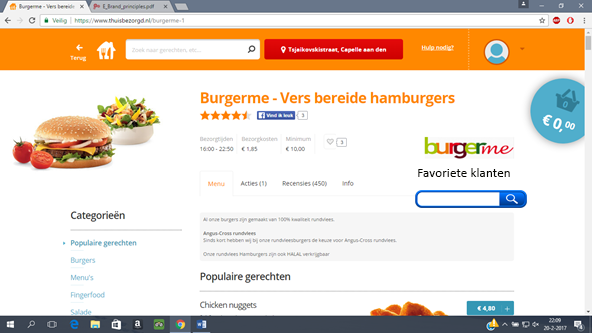 Burgerme - Vers bereide
E_Brand_principles.pdf
Veilig
https://www.thuisbezorgd.nl/burgerme-1
Terug
Zoek naar gerechten, etc...
Tsjaikovskistraat, Capelle aan den
Hulp nodig?
Burgerme - Vers bereide hamburgers
Vind ik leuk 3
0
€ 0,00
Bezorgtijden Bezorgkosten Minimum
16:00 - 22:50 € 1,85 € 10,00
3
burgerme
Favoriete klanten
Menu Acties (1) Recensies (450) Info
Categorieën
Al onze burgers zijn gemaakt van 100% kwaliteit rundvlees.
Angus-Cross rundvlees
Sinds kort hebben wij bij onze rundvleesburgers de keuze voor Angus-Cross rundvlees.
Onze rundvlees Hamburgers zijn ook HALAL verkrijgbaar
Populaire gerechten
Burgers
Menu's
Fingerfood
Salade
Populaire gerechten
Chicken nuggets
€ 4,80 +
22:09
20-2-2017